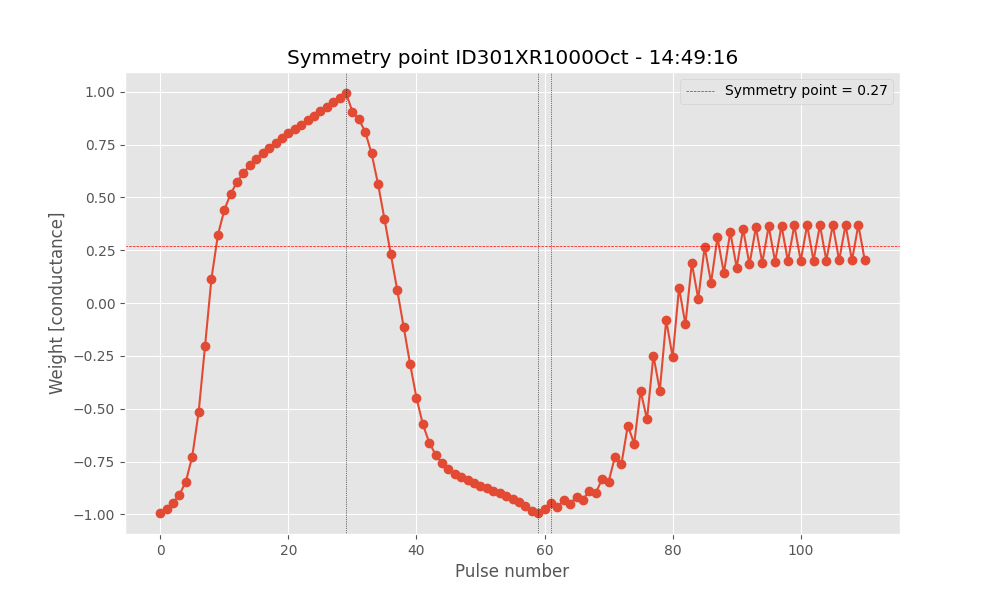 Symmetry point ID301XR1000Oct - 14:49:16
Symmetry point = 0.27
1.00
0.75
0.50
0.25
0.00
−0.25
−0.50
−0.75
−1.00
Weight [conductance]
0 20 40 60 80 100
Pulse number